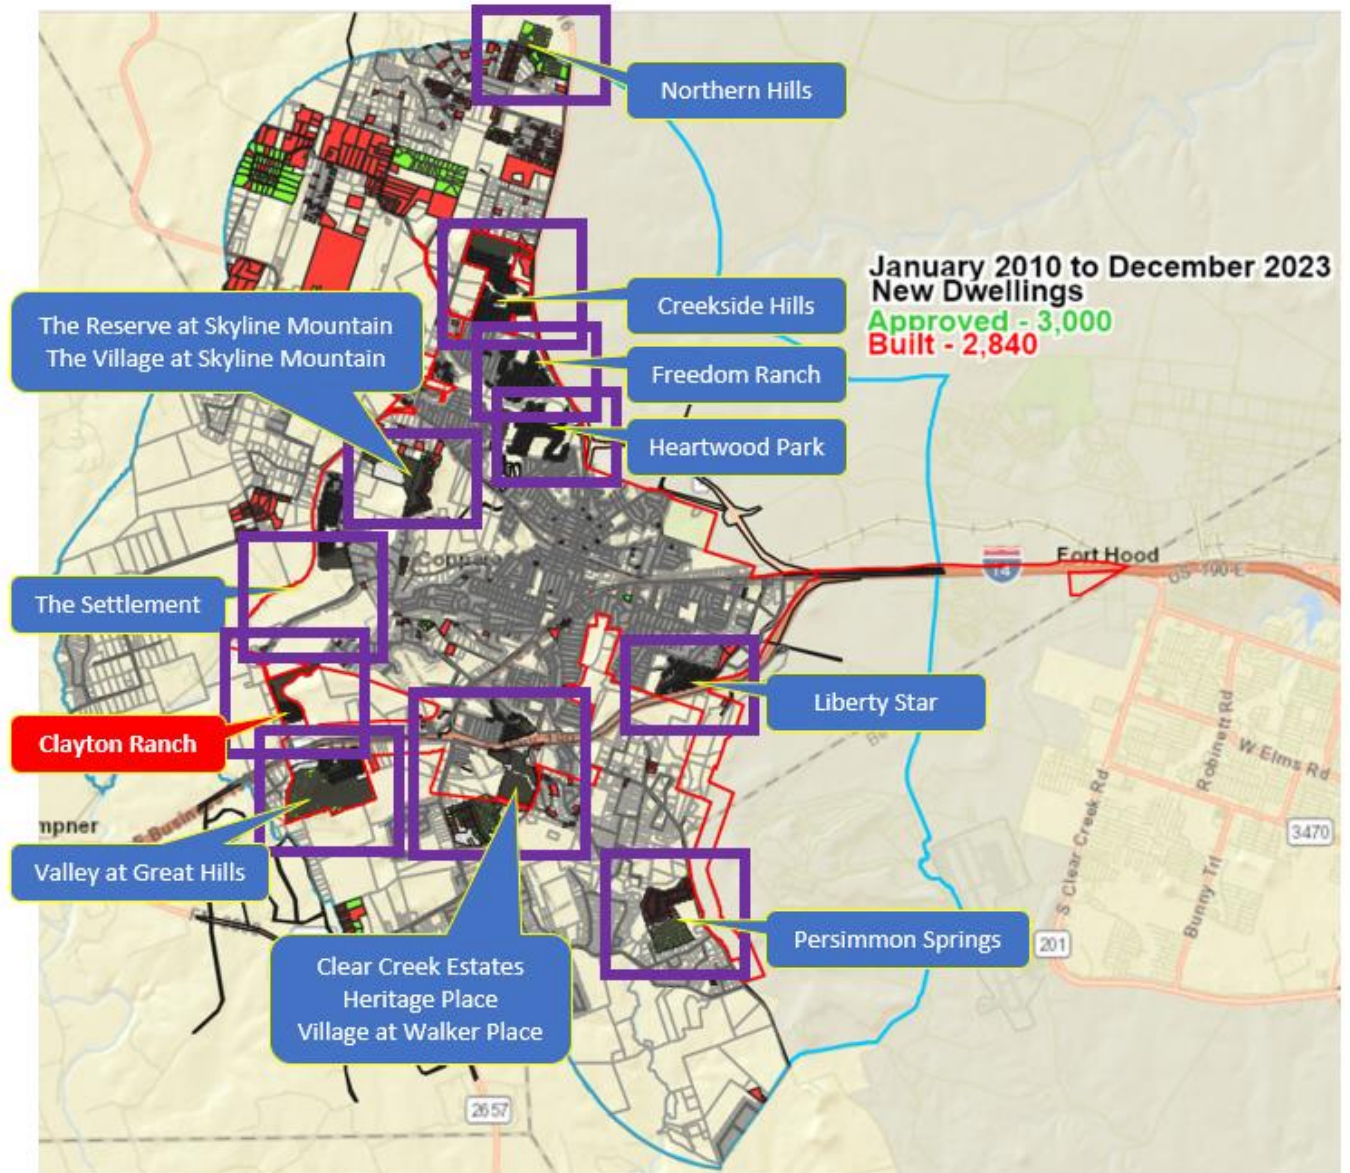 16
Northern Hills
January 2010 to December 2023
New Dwellings
Approved - 3,000
Built - 2,840
Creekside Hills
The Reserve at Skyline Mountain
The Village at Skyline Mountain
Freedom Ranch
Heartwood Park
Fort Hood
14
US-190 E
The Settlement
Liberty Star
Clayton Ranch
Robinett Rd
W Elms Rd
S Clear Creek Rd
Bunny Trl
3470
mpner
S Business
Valley at Great Hills
Persimmon Springs
201
Clear Creek Estates
Heritage Place
Village at Walker Place
2657